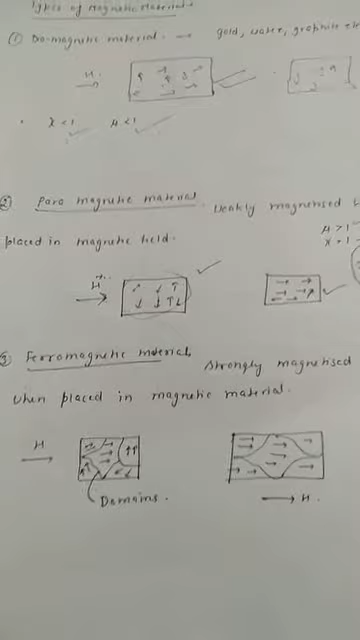 Types of Magnetic Material
① Dia-magnetic material. → gold, water, graphite
H
x < 1 μ < 1
② Para magnetic material. Weakly magnetised
μ > 1
placed in magnetic field. x = 1
H
③ Ferromagnetic material. Strongly magnetised
when placed in magnetic material.
H
Domains.
→ H.